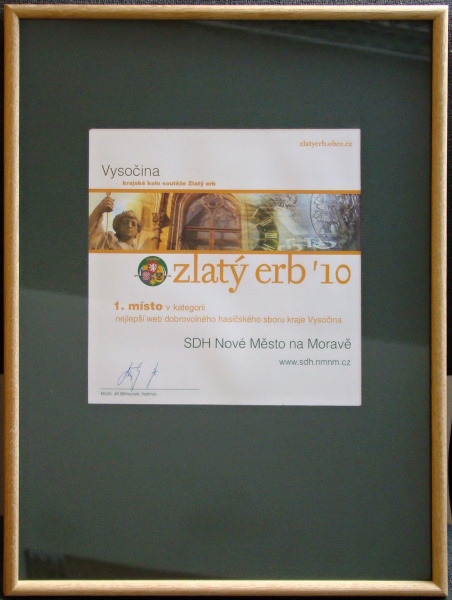 zlatyerb.obce.cz
Vysočina
krajské kolo soutěže Zlatý erb
zlatý erb '10
1. místo v kategorii
nejlepší web dobrovolného hasičského sboru kraje Vysočina
SDH Nové Město na Moravě
www.sdh.nmnm.cz